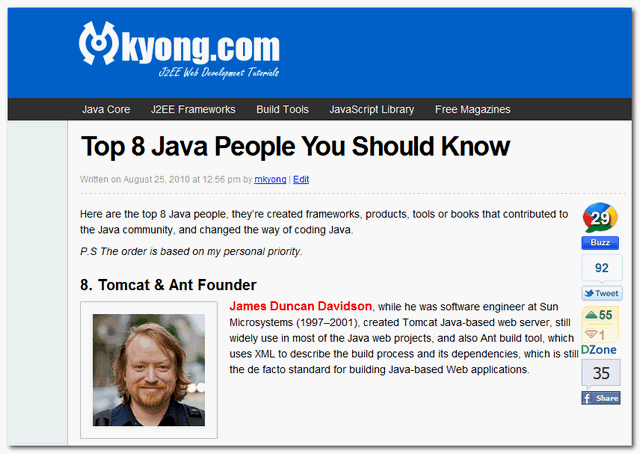 Mkyong.com
J2EE Web Development Tutorials
Java Core J2EE Frameworks Build Tools JavaScript Library Free Magazines
Top 8 Java People You Should Know
Written on August 25, 2010 at 12:56 pm by mkyong | Edit
Here are the top 8 Java people, they're created frameworks, products, tools or books that contributed to
the Java community, and changed the way of coding Java.
P.S The order is based on my personal priority.
29
Buzz
92
Tweet
55
1
DZone
35
Share
8. Tomcat & Ant Founder
James Duncan Davidson, while he was software engineer at Sun
Microsystems (1997–2001), created Tomcat Java-based web server, still
widely use in most of the Java web projects, and also Ant build tool, which
uses XML to describe the build process and its dependencies, which is still
the de facto standard for building Java-based Web applications.